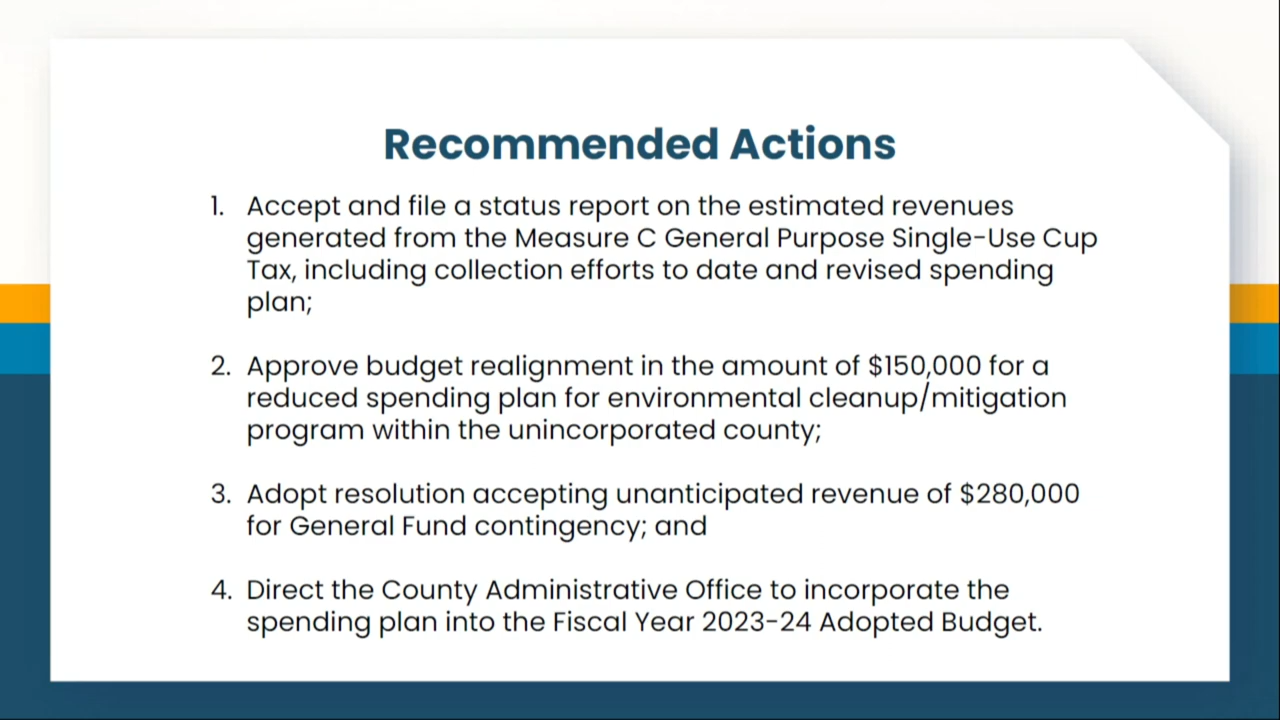 Recommended Actions
1. Accept and file a status report on the estimated revenues
generated from the Measure C General Purpose Single-Use Cup
Tax, including collection efforts to date and revised spending
plan;
2. Approve budget realignment in the amount of $150,000 for a
reduced spending plan for environmental cleanup/mitigation
program within the unincorporated county;
3. Adopt resolution accepting unanticipated revenue of $280,000
for General Fund contingency; and
4. Direct the County Administrative Office to incorporate the
spending plan into the Fiscal Year 2023-24 Adopted Budget.